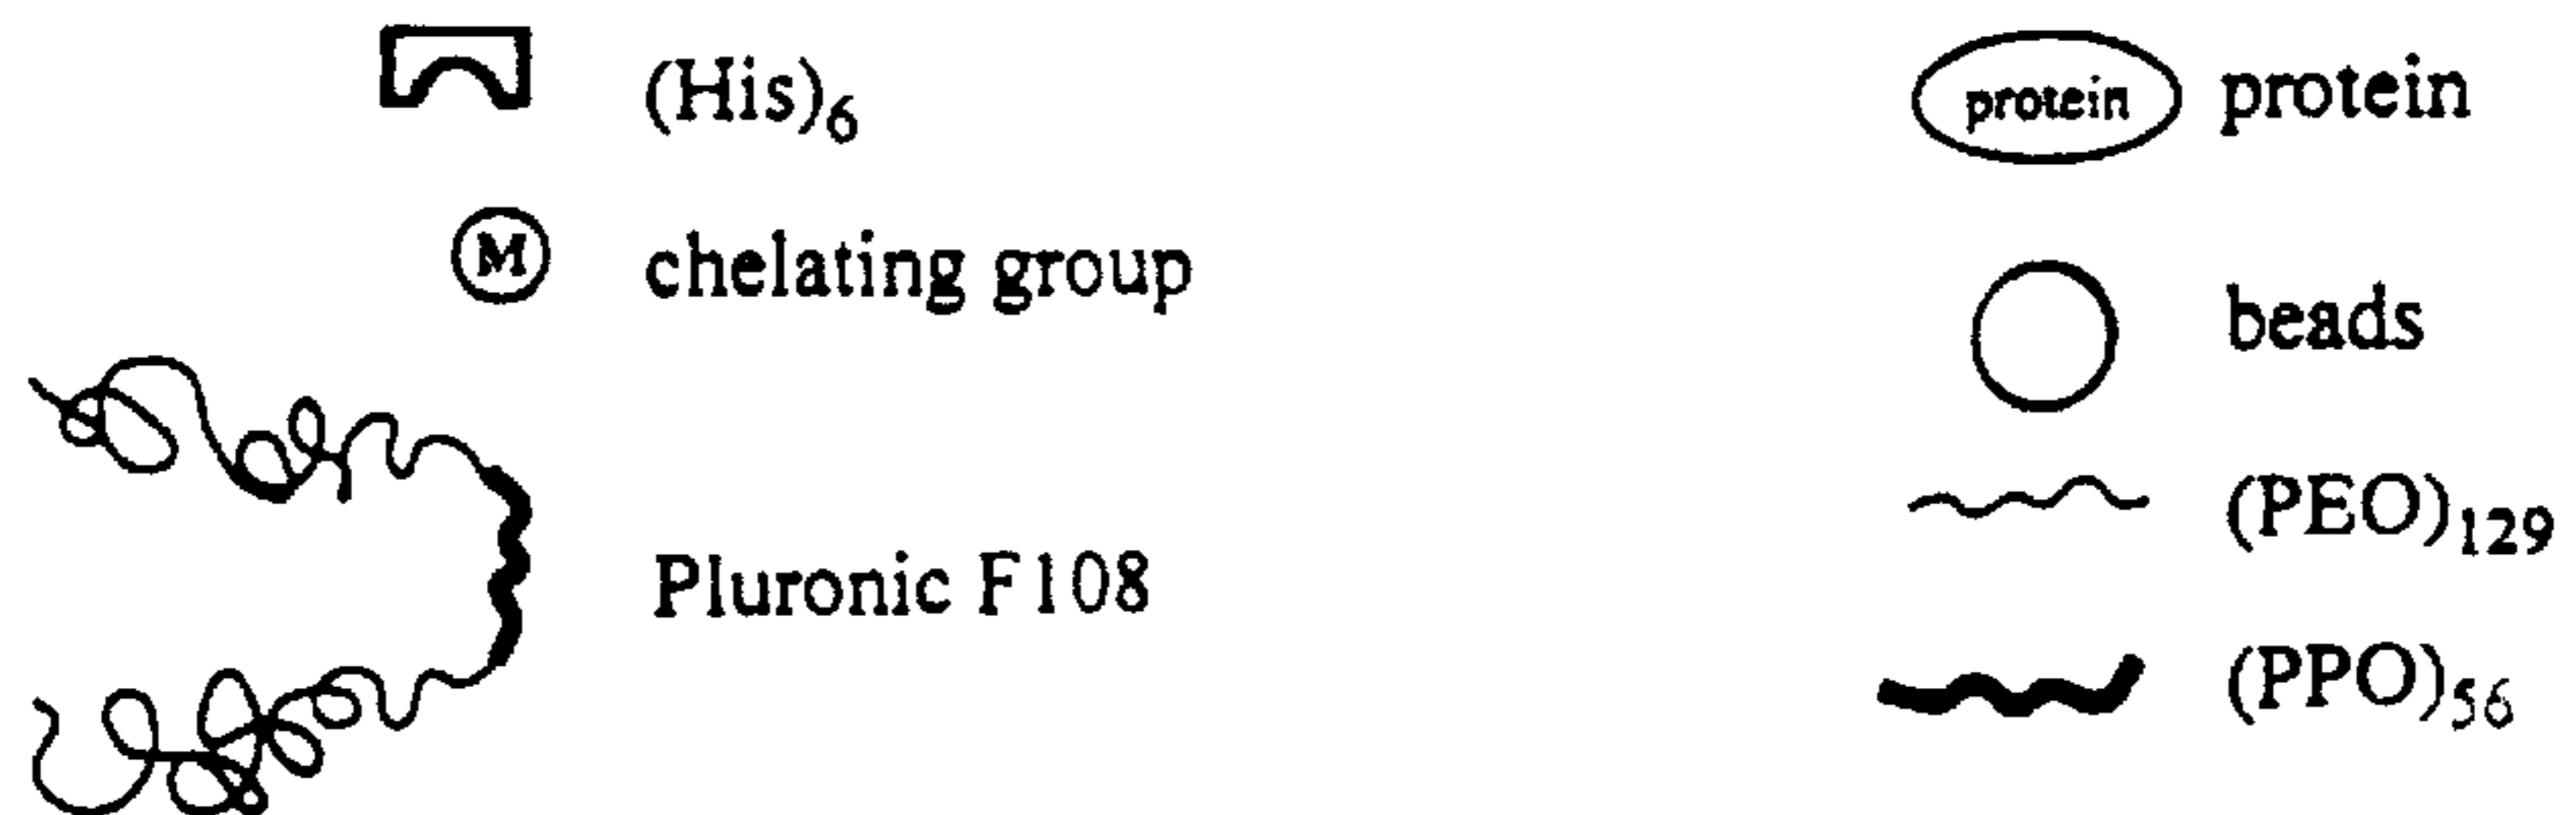 (His)₆
M chelating group
Pluronic F108
protein protein
beads
(PEO)₁₂₉
(PPO)₅₆